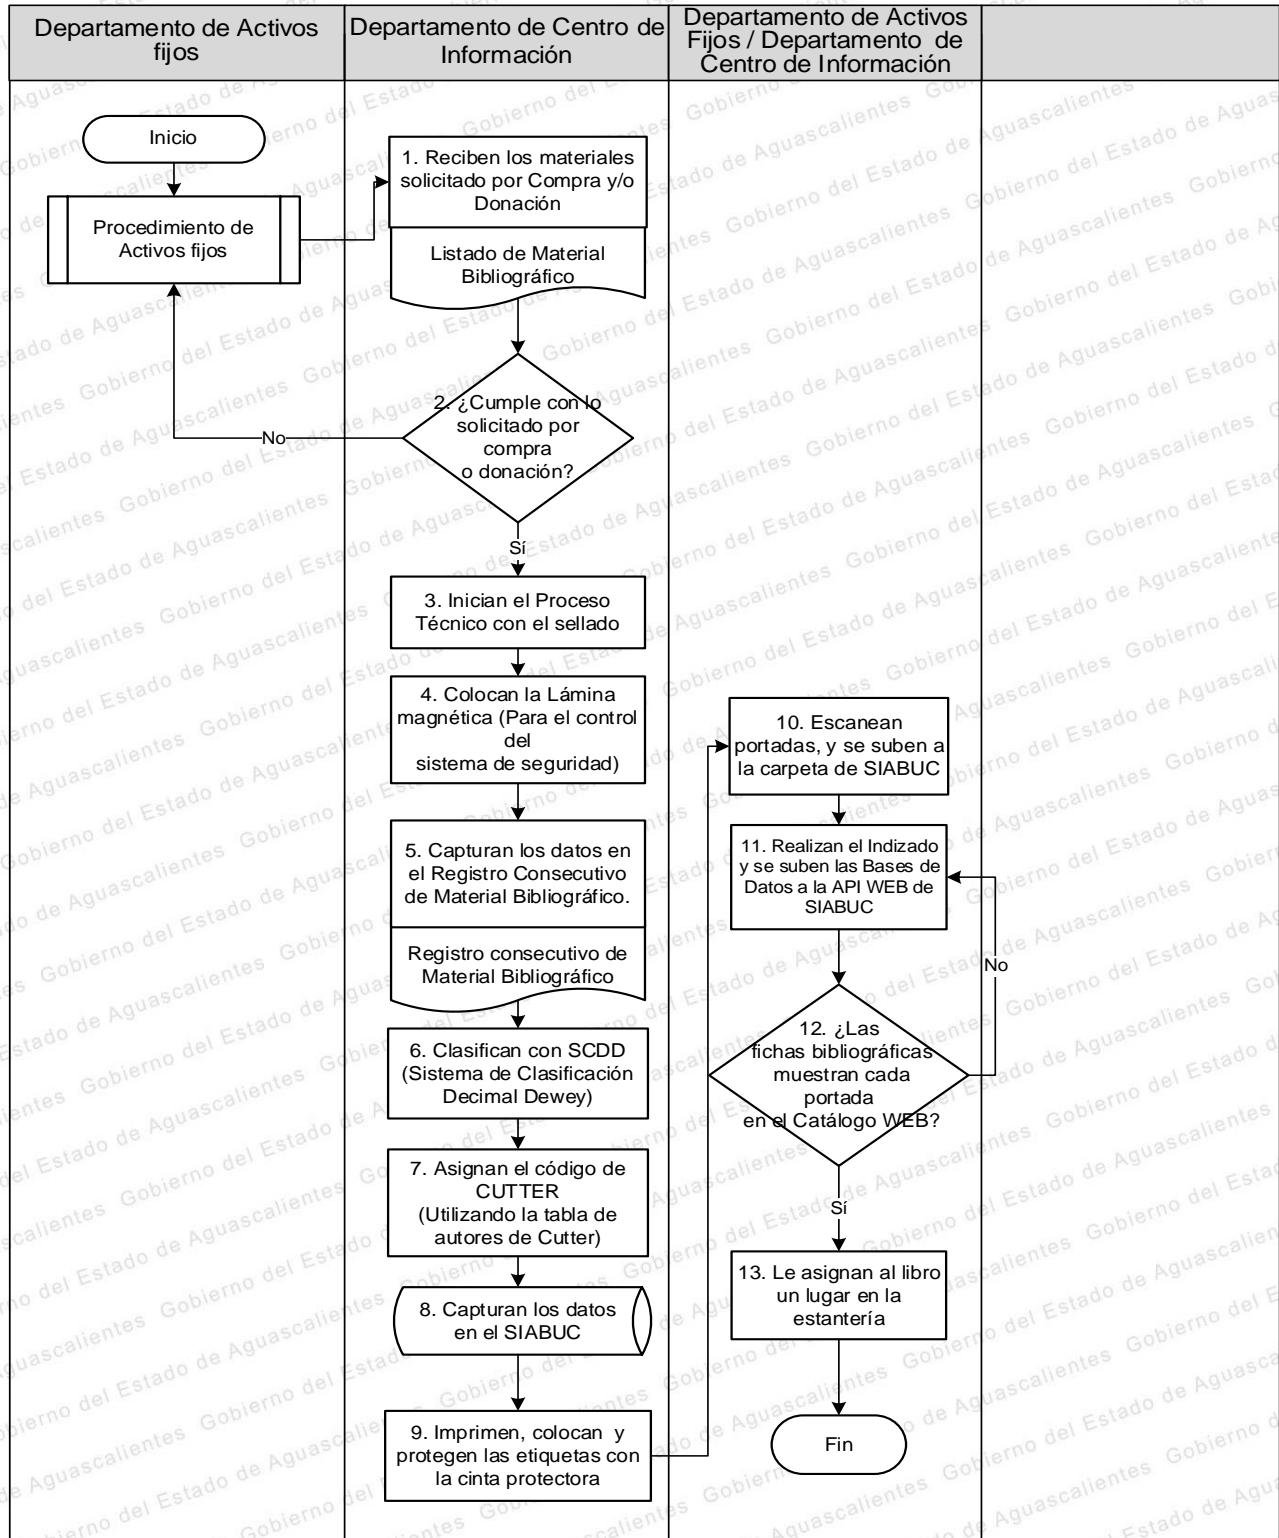 Departamento de Activos
fijos
Departamento de Centro de
Información
Departamento de Activos
Fijos / Departamento de
Centro de Información
Inicio
Procedimiento de
Activos fijos
1. Reciben los materiales
solicitado por Compra y/o
Donación
Listado de Material
Bibliográfico
2. ¿Cumple con lo
solicitado por
compra
o donación?
No
Sí
3. Inician el Proceso
Técnico con el sellado
4. Colocan la Lámina
magnética (Para el control
del
sistema de seguridad)
5. Capturan los datos en
el Registro Consecutivo
de Material Bibliográfico.
Registro consecutivo de
Material Bibliográfico
6. Clasifican con SCDD
(Sistema de Clasificación
Decimal Dewey)
7. Asignan el código de
CUTTER
(Utilizando la tabla de
autores de Cutter)
8. Capturan los datos
en el SIABUC
9. Imprimen, colocan y
protegen las etiquetas con
la cinta protectora
10. Escanean
portadas, y se suben a
la carpeta de SIABUC
11. Realizan el Indizado
y se suben las Bases de
Datos a la API WEB de
SIABUC
No
12. ¿Las
fichas bibliográficas
muestran cada
portada
en el Catálogo WEB?
Sí
13. Le asignan al libro
un lugar en la
estantería
Fin
Gobierno del Estado de Aguascalientes